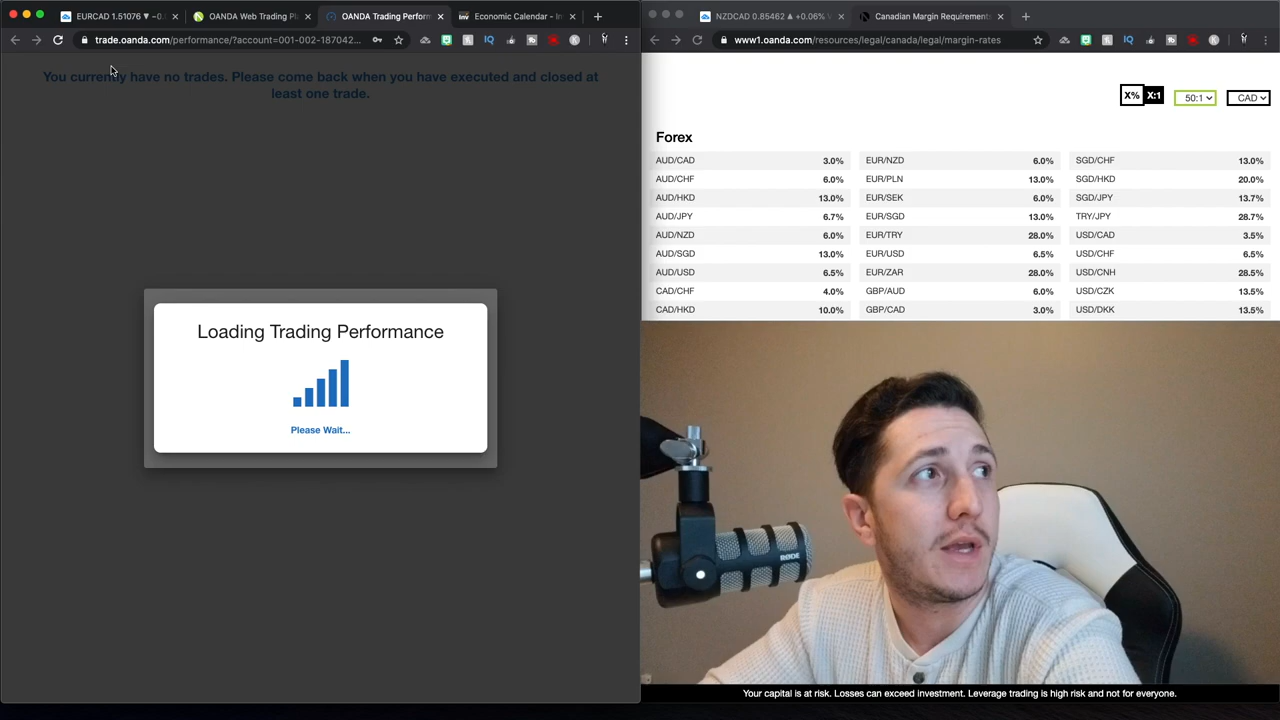 EURCAD 1.51076 ▼ −0.
OANDA Web Trading Pl
OANDA Trading Perform
Economic Calendar - In
trade.oanda.com/performance/?account=001-002-187042...
You currently have no trades. Please come back when you have executed and closed at
least one trade.
Loading Trading Performance
Please Wait...
NZDCAD 0.85462 ▲ +0.06%
Canadian Margin Requirement
www1.oanda.com/resources/legal/canada/legal/margin-rates
X% X:1 50:1 CAD
Forex
AUD/CAD 3.0% EUR/NZD 6.0% SGD/CHF 13.0%
AUD/CHF 6.0% EUR/PLN 13.0% SGD/HKD 20.0%
AUD/HKD 13.0% EUR/SEK 6.0% SGD/JPY 13.7%
AUD/JPY 6.7% EUR/SGD 13.0% TRY/JPY 28.7%
AUD/NZD 6.0% EUR/TRY 28.0% USD/CAD 3.5%
AUD/SGD 13.0% EUR/USD 6.5% USD/CHF 6.5%
AUD/USD 6.5% EUR/ZAR 28.0% USD/CNH 28.5%
CAD/CHF 4.0% GBP/AUD 6.0% USD/CZK 13.5%
CAD/HKD 10.0% GBP/CAD 3.0% USD/DKK 13.5%
RØDE
Your capital is at risk. Losses can exceed investment. Leverage trading is high risk and not for everyone.